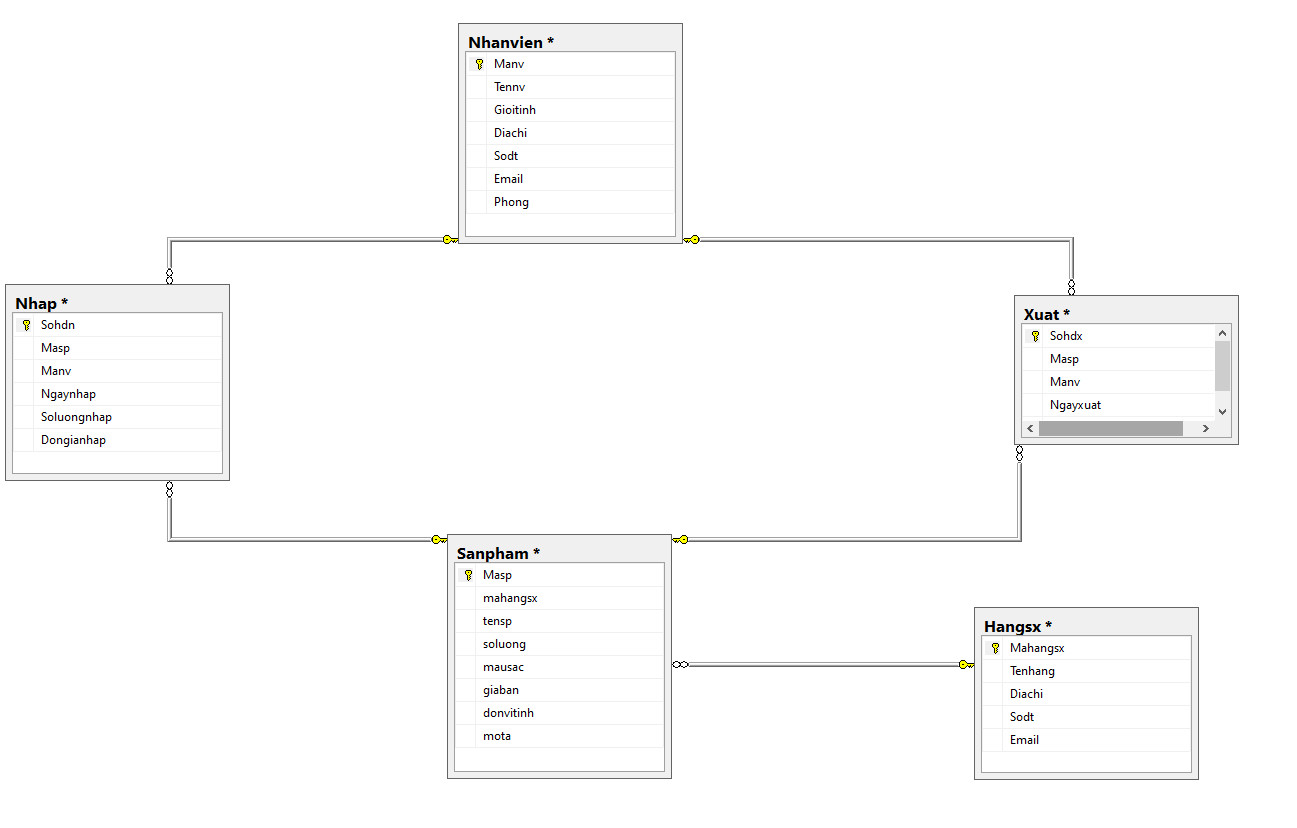 Nhanvien *
Manv
Tennv
Gioitinh
Diachi
Sodt
Email
Phong
Nhap *
Sohdn
Masp
Manv
Ngaynhap
Soluongnhap
Dongianhap
Xuat *
Sohdx
Masp
Manv
Ngayxuat
Sanpham *
Masp
mahangsx
tensp
soluong
mausac
giaban
donvitinh
mota
Hangsx *
Mahangsx
Tenhang
Diachi
Sodt
Email